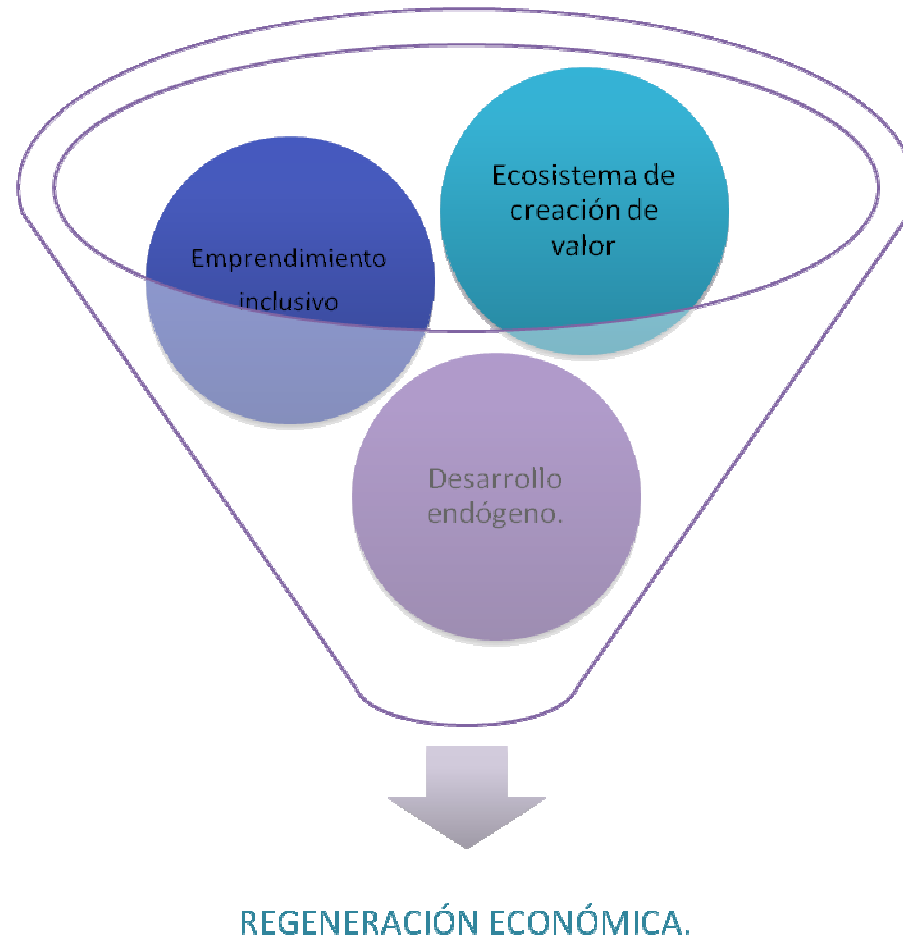 Ecosistema de
creación de
valor
Emprendimiento
inclusivo
Desarrollo
endógeno.
REGENERACIÓN ECONÓMICA.